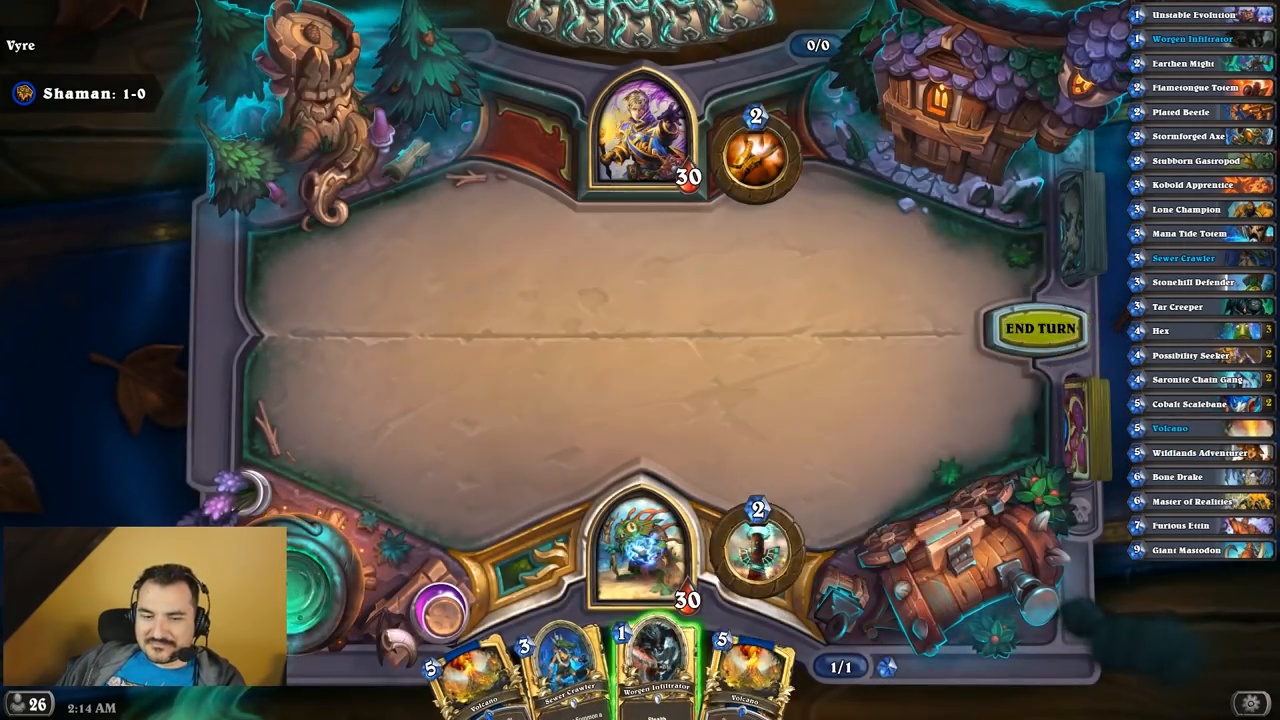 Vyre
Shaman: 1-0
0/0
2
30
END TURN
2
30
5
Volcano
3
Sewer Crawler
1
Worgen Infiltrator
Stealth
5
Volcano
1/1
26
2:14 AM
1 Unstable Evolution
1 Worgen Infiltrator
2 Earthen Might
2 Flametongue Totem
2 Plated Beetle
2 Stormforged Axe
2 Stubborn Gastropod
3 Kobold Apprentice
3 Lone Champion
3 Mana Tide Totem
3 Sewer Crawler
3 Stonehill Defender
3 Tar Creeper
4 Hex 3
4 Possibility Seeker 2
4 Saronite Chain Gang 2
5 Cobalt Scalebane 2
5 Volcano
5 Wildlands Adventurer
6 Bone Drake
6 Master of Realities
7 Furious Ettin
9 Giant Mastodon